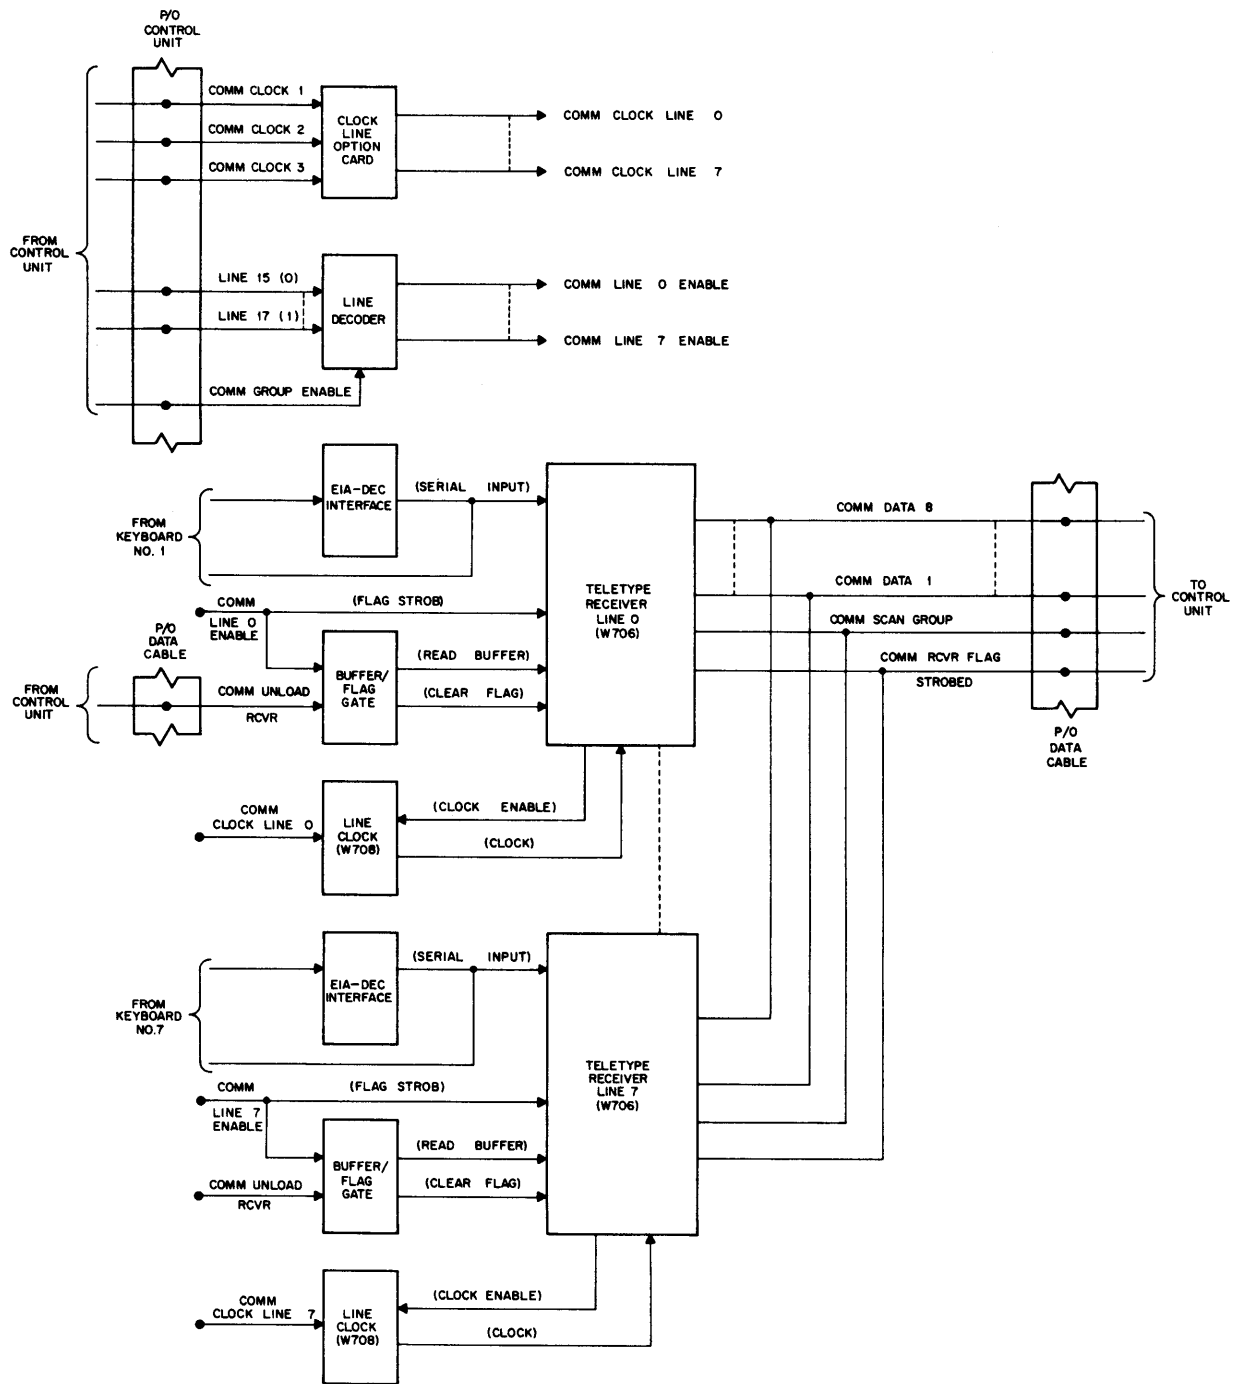 P/O
CONTROL
UNIT
COMM CLOCK 1
COMM CLOCK 2
COMM CLOCK 3
CLOCK
LINE
OPTION
CARD
COMM CLOCK LINE 0
COMM CLOCK LINE 7
FROM
CONTROL
UNIT
LINE 15 (0)
LINE 17 (1)
COMM GROUP ENABLE
LINE
DECODER
COMM LINE 0 ENABLE
COMM LINE 7 ENABLE
FROM
KEYBOARD
NO. 1
EIA-DEC
INTERFACE
(SERIAL INPUT)
COMM
LINE 0
ENABLE
(FLAG STROB)
P/O
DATA
CABLE
FROM
CONTROL
UNIT
COMM UNLOAD
RCVR
BUFFER/
FLAG
GATE
(READ BUFFER)
(CLEAR FLAG)
TELETYPE
RECEIVER
LINE 0
(W706)
COMM DATA 8
COMM DATA 1
COMM SCAN GROUP
COMM RCVR FLAG
STROBED
TO
CONTROL
UNIT
P/O
DATA
CABLE
COMM
CLOCK LINE 0
LINE
CLOCK
(W708)
(CLOCK ENABLE)
(CLOCK)
FROM
KEYBOARD
NO.7
EIA-DEC
INTERFACE
(SERIAL INPUT)
COMM
LINE 7
ENABLE
(FLAG STROB)
COMM UNLOAD
RCVR
BUFFER/
FLAG
GATE
(READ BUFFER)
(CLEAR FLAG)
TELETYPE
RECEIVER
LINE 7
(W706)
COMM
CLOCK LINE 7
LINE
CLOCK
(W708)
(CLOCK ENABLE)
(CLOCK)